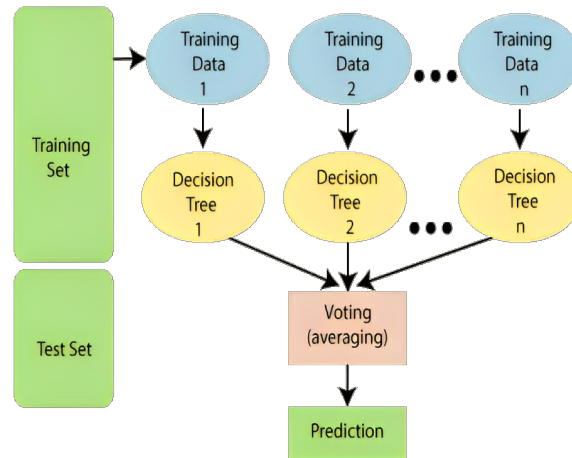 Training
Set
Test Set
Training
Data
1
Training
Data
2
Training
Data
n
Decision
Tree
1
Decision
Tree
2
Decision
Tree
n
Voting
(averaging)
Prediction